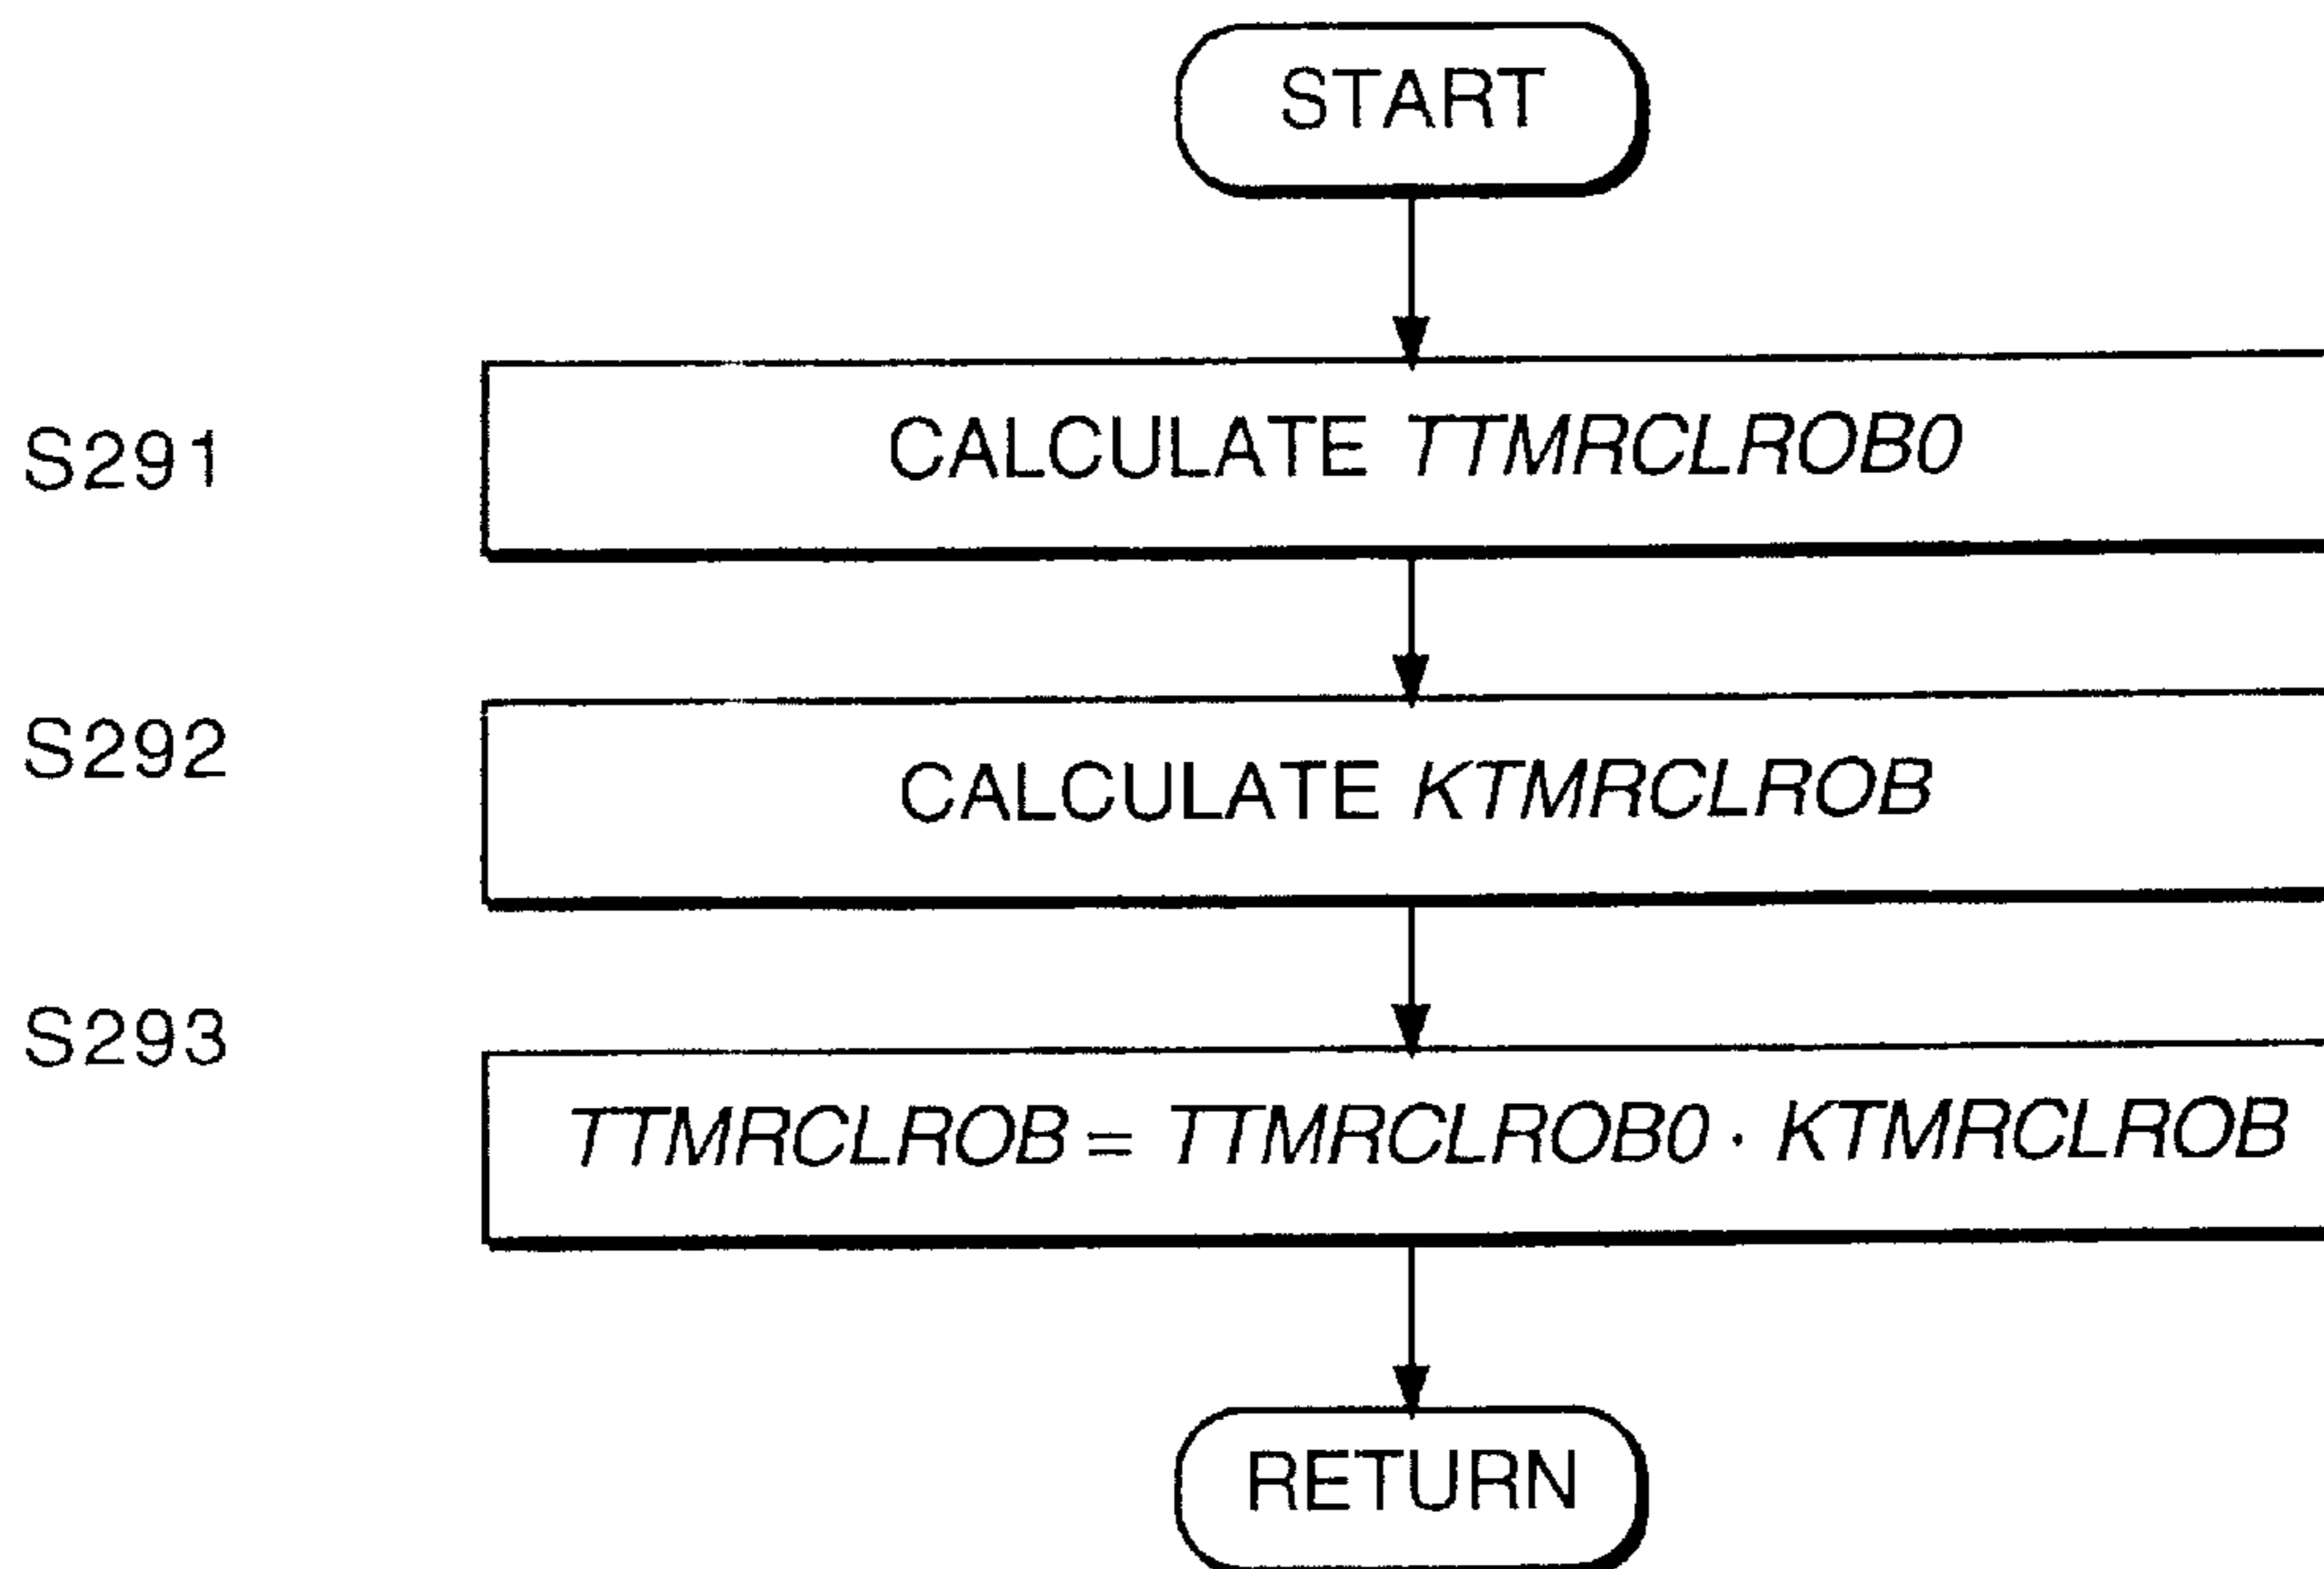 START
S291
CALCULATE TTMRCLROB0
S292
CALCULATE KTMRCLROB
S293
TTMRCLROB = TTMRCLROB0 · KTMRCLROB
RETURN